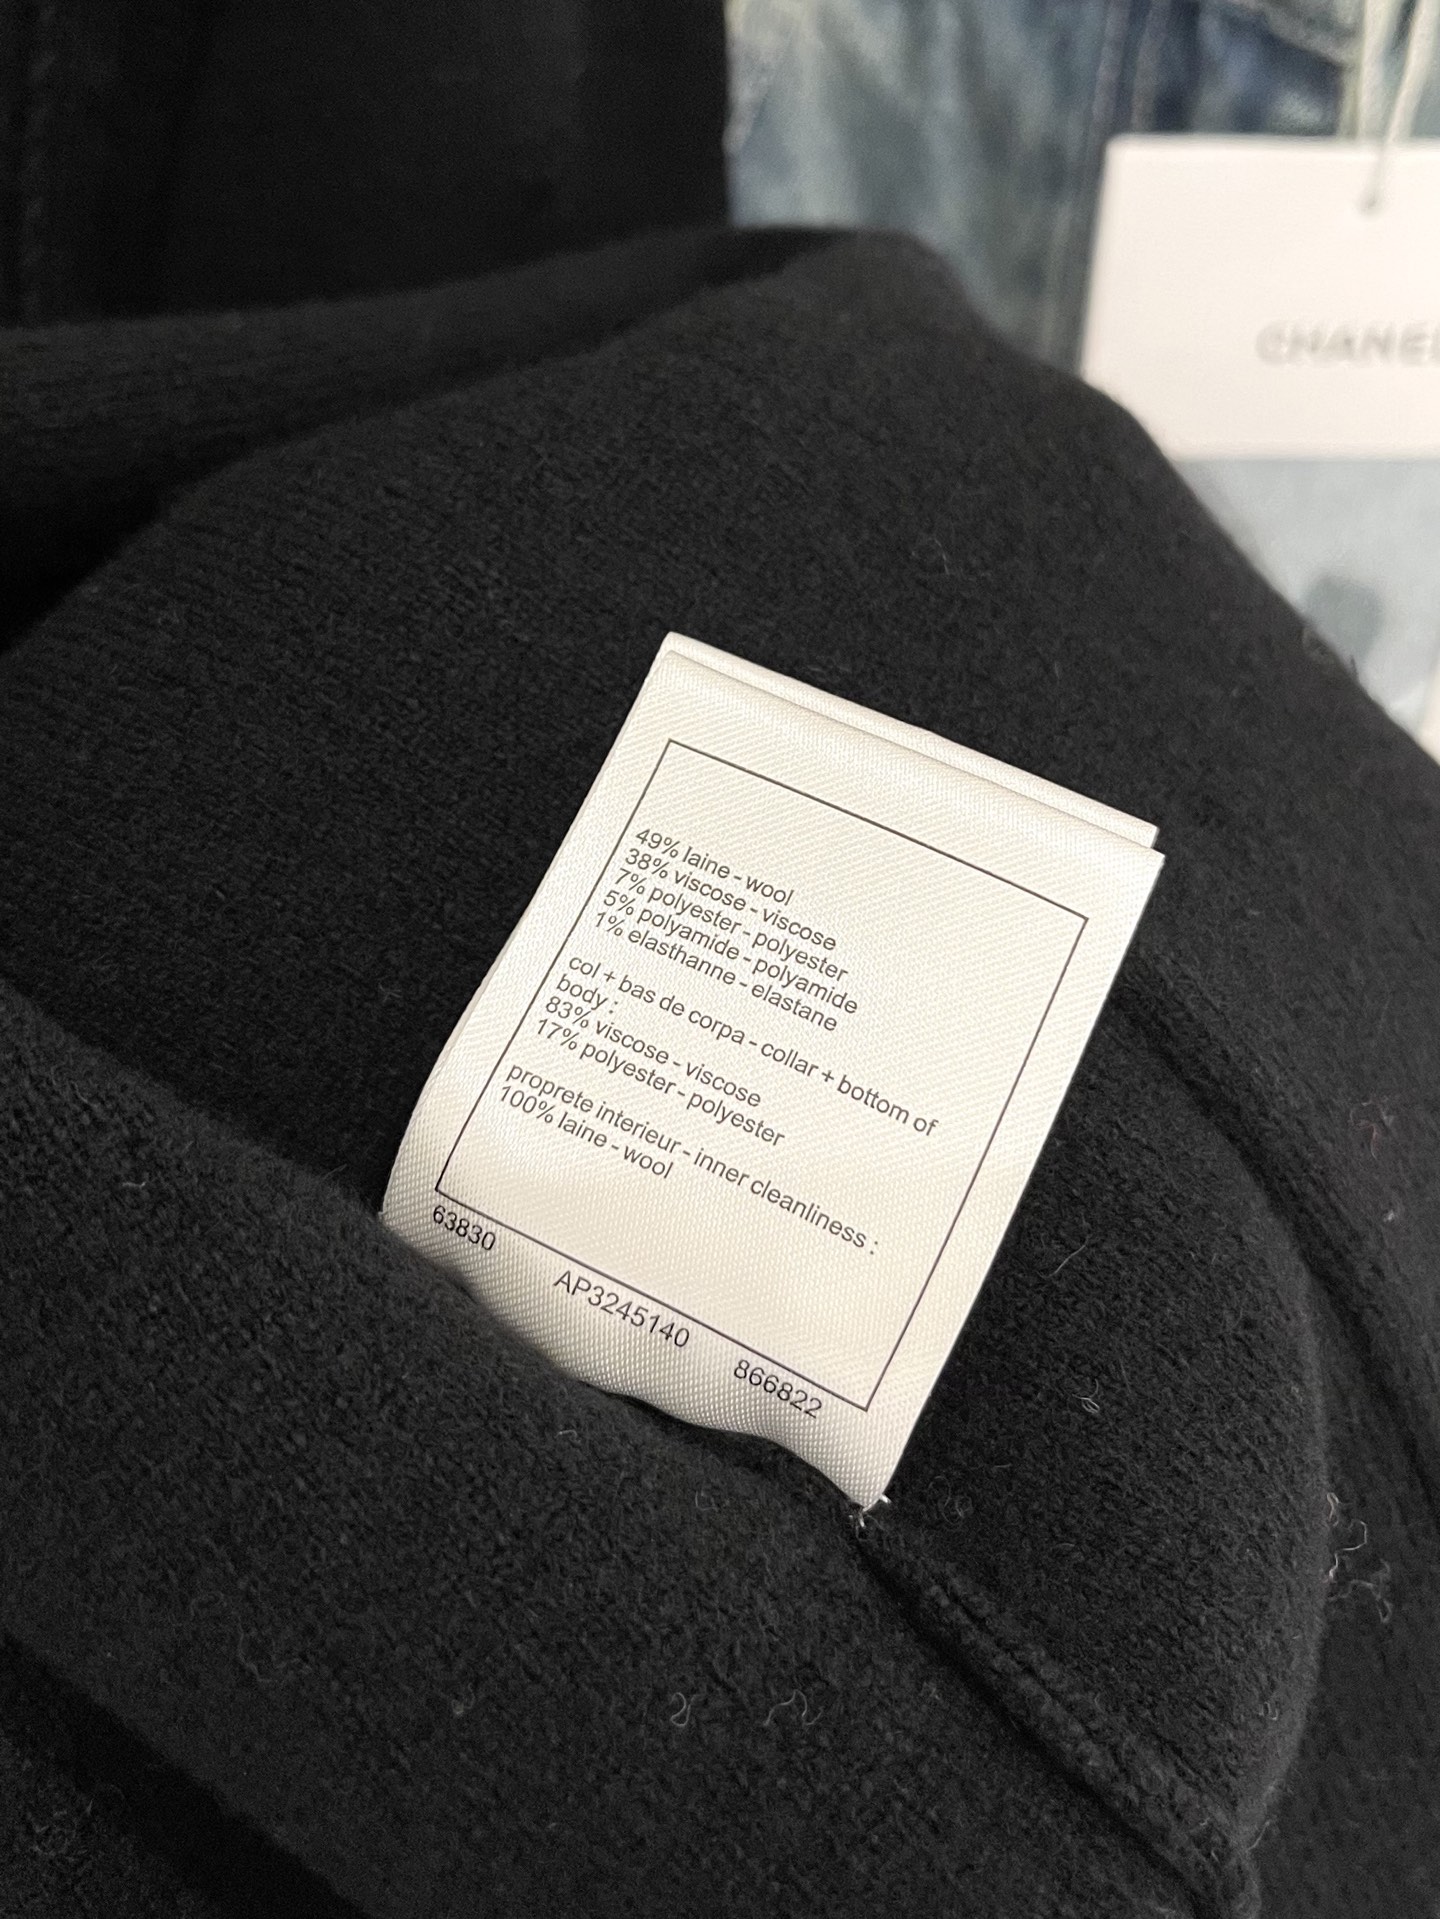 CHANEL
49% laine - wool
38% viscose - viscose
7% polyester - polyester
5% polyamide - polyamide
1% elasthanne - elastane
col + bas de corpa - collar + bottom of
body :
83% viscose - viscose
17% polyester - polyester
proprete interieur - inner cleanliness :
100% laine - wool
63830 AP3245140 866822